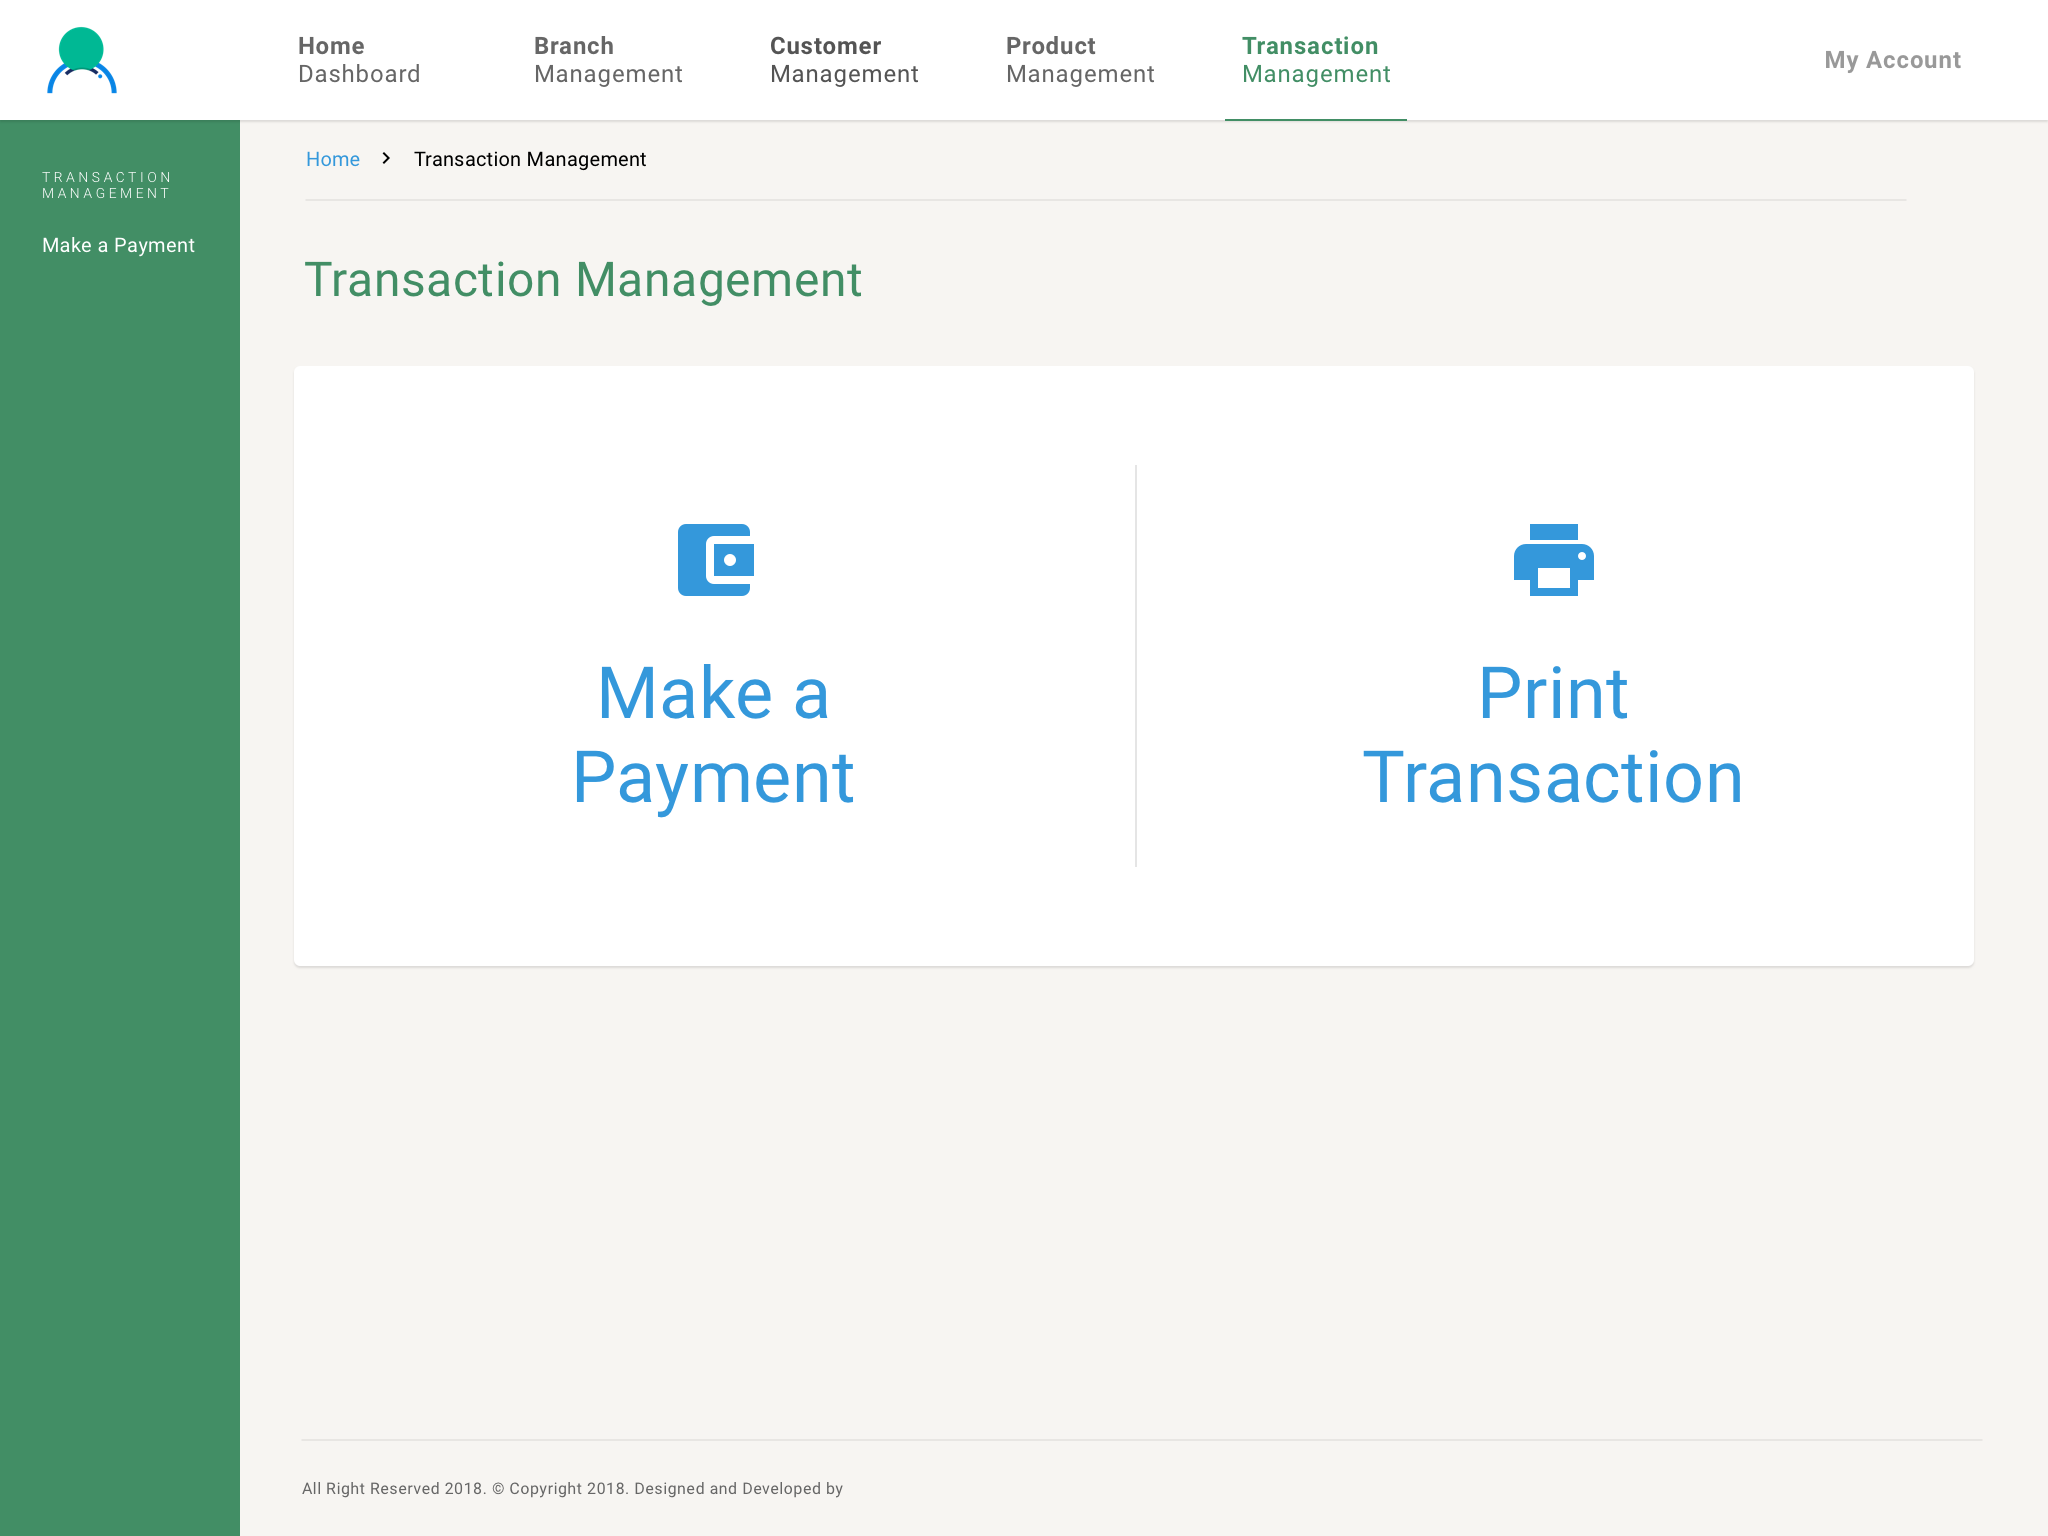 Home
Dashboard
Branch
Management
Customer
Management
Product
Management
Transaction
Management
My Account
TRANSACTION
MANAGEMENT
Make a Payment
Home
Transaction Management
Transaction Management
Make a
Payment
Print
Transaction
All Right Reserved 2018. © Copyright 2018. Designed and Developed by